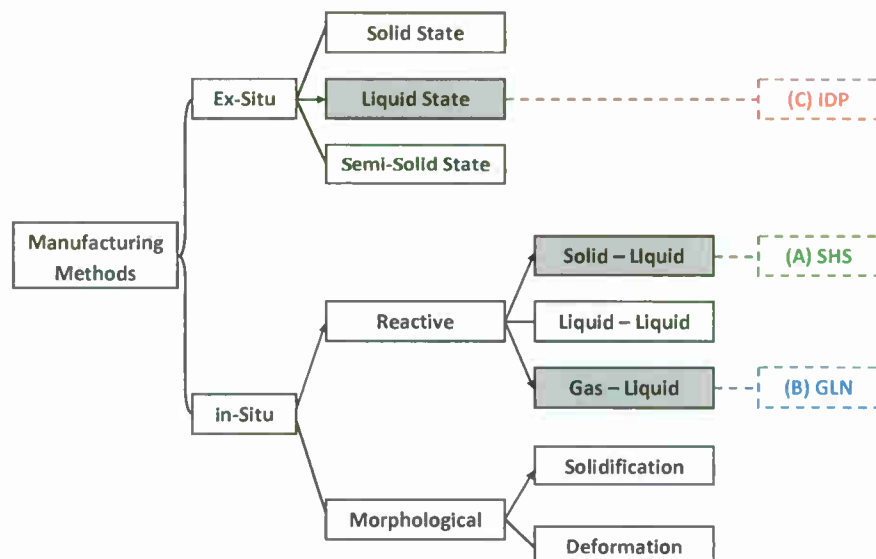 Solid State
Ex-Situ
Liquid State
(C) IDP
Semi-Solid State
Manufacturing
Methods
Solid – Liquid
(A) SHS
Reactive
Liquid – Liquid
Gas – Liquid
(B) GLN
in-Situ
Solidification
Morphological
Deformation